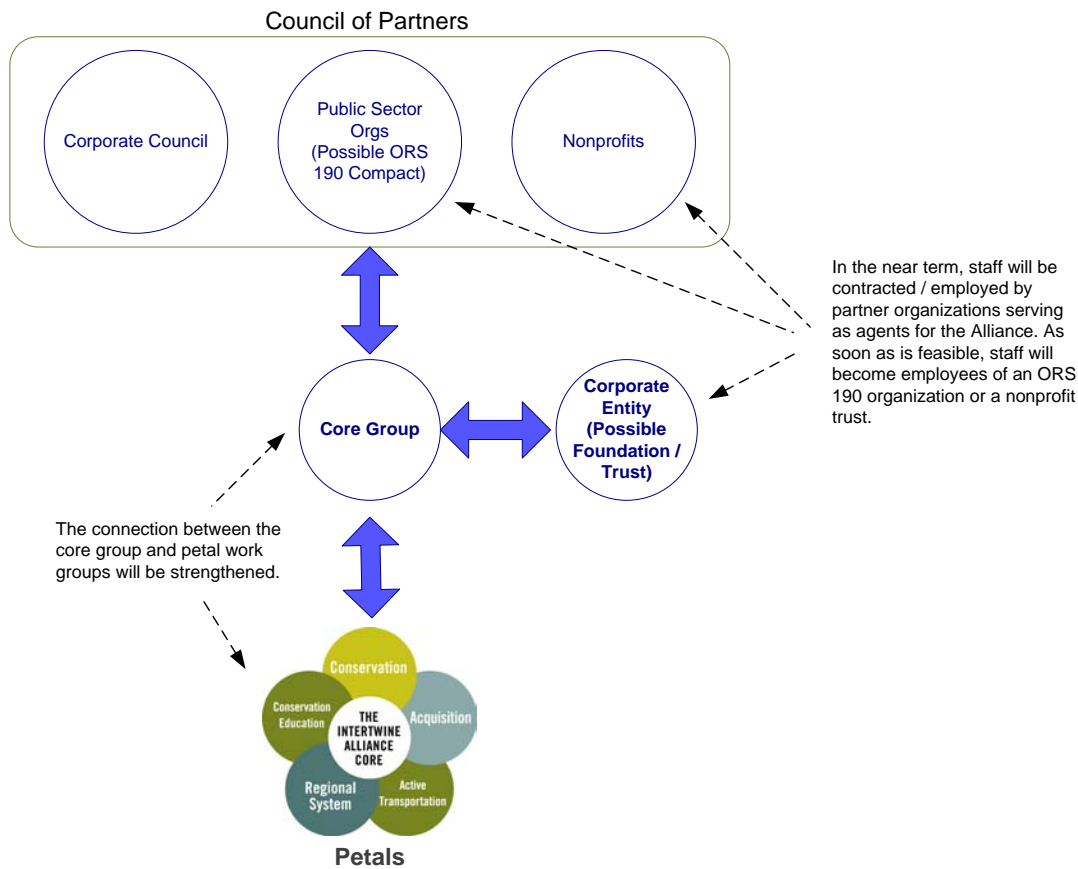 Council of Partners
Corporate Council
Public Sector
Orgs
(Possible ORS
190 Compact)
Nonprofits
In the near term, staff will be
contracted / employed by
partner organizations serving
as agents for the Alliance. As
soon as is feasible, staff will
become employees of an ORS
190 organization or a nonprofit
trust.
Core Group
Corporate
Entity
(Possible
Foundation /
Trust)
The connection between the
core group and petal work
groups will be strengthened.
Conservation
Conservation
Education
THE
INTERTWINE
ALLIANCE
CORE
Acquisition
Regional
System
Active
Transportation
Petals